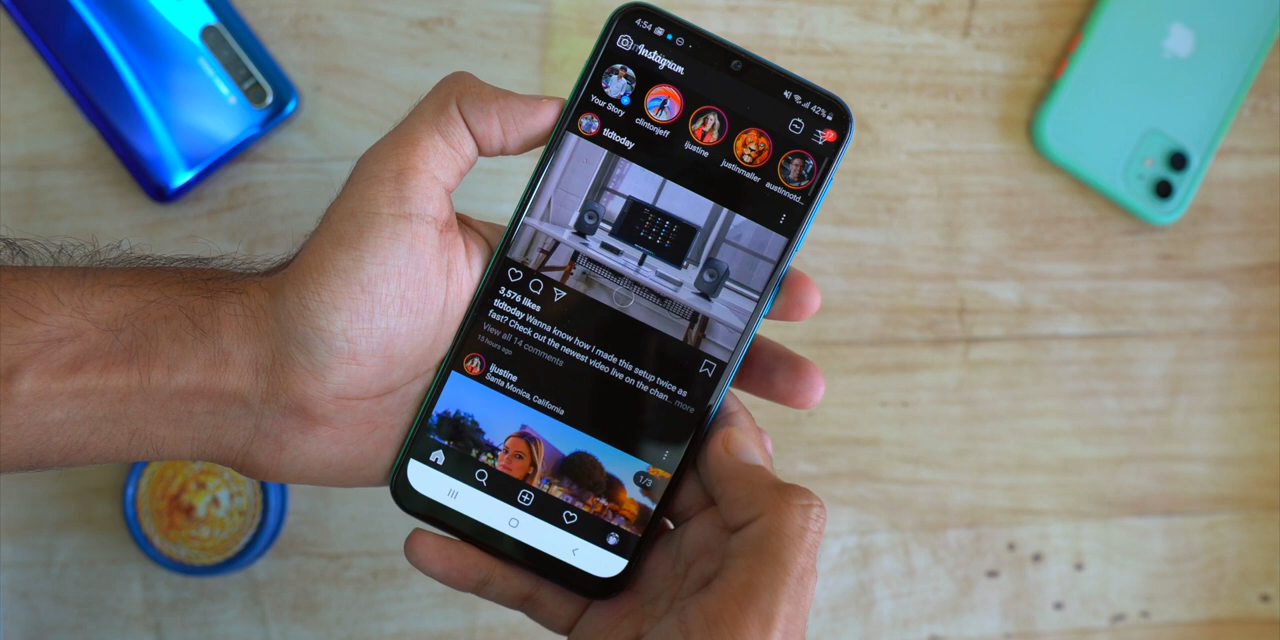 4:54
42%
Instagram
Your Story
clintonjeff
ijustine
justinmaller
austinnotd...
tldtoday
3,576 likes
tldtoday Wanna know how I made this setup twice as
fast? Check out the newest video live on the chan... more
View all 14 comments
15 hours ago
ijustine
Santa Monica, California
1/3